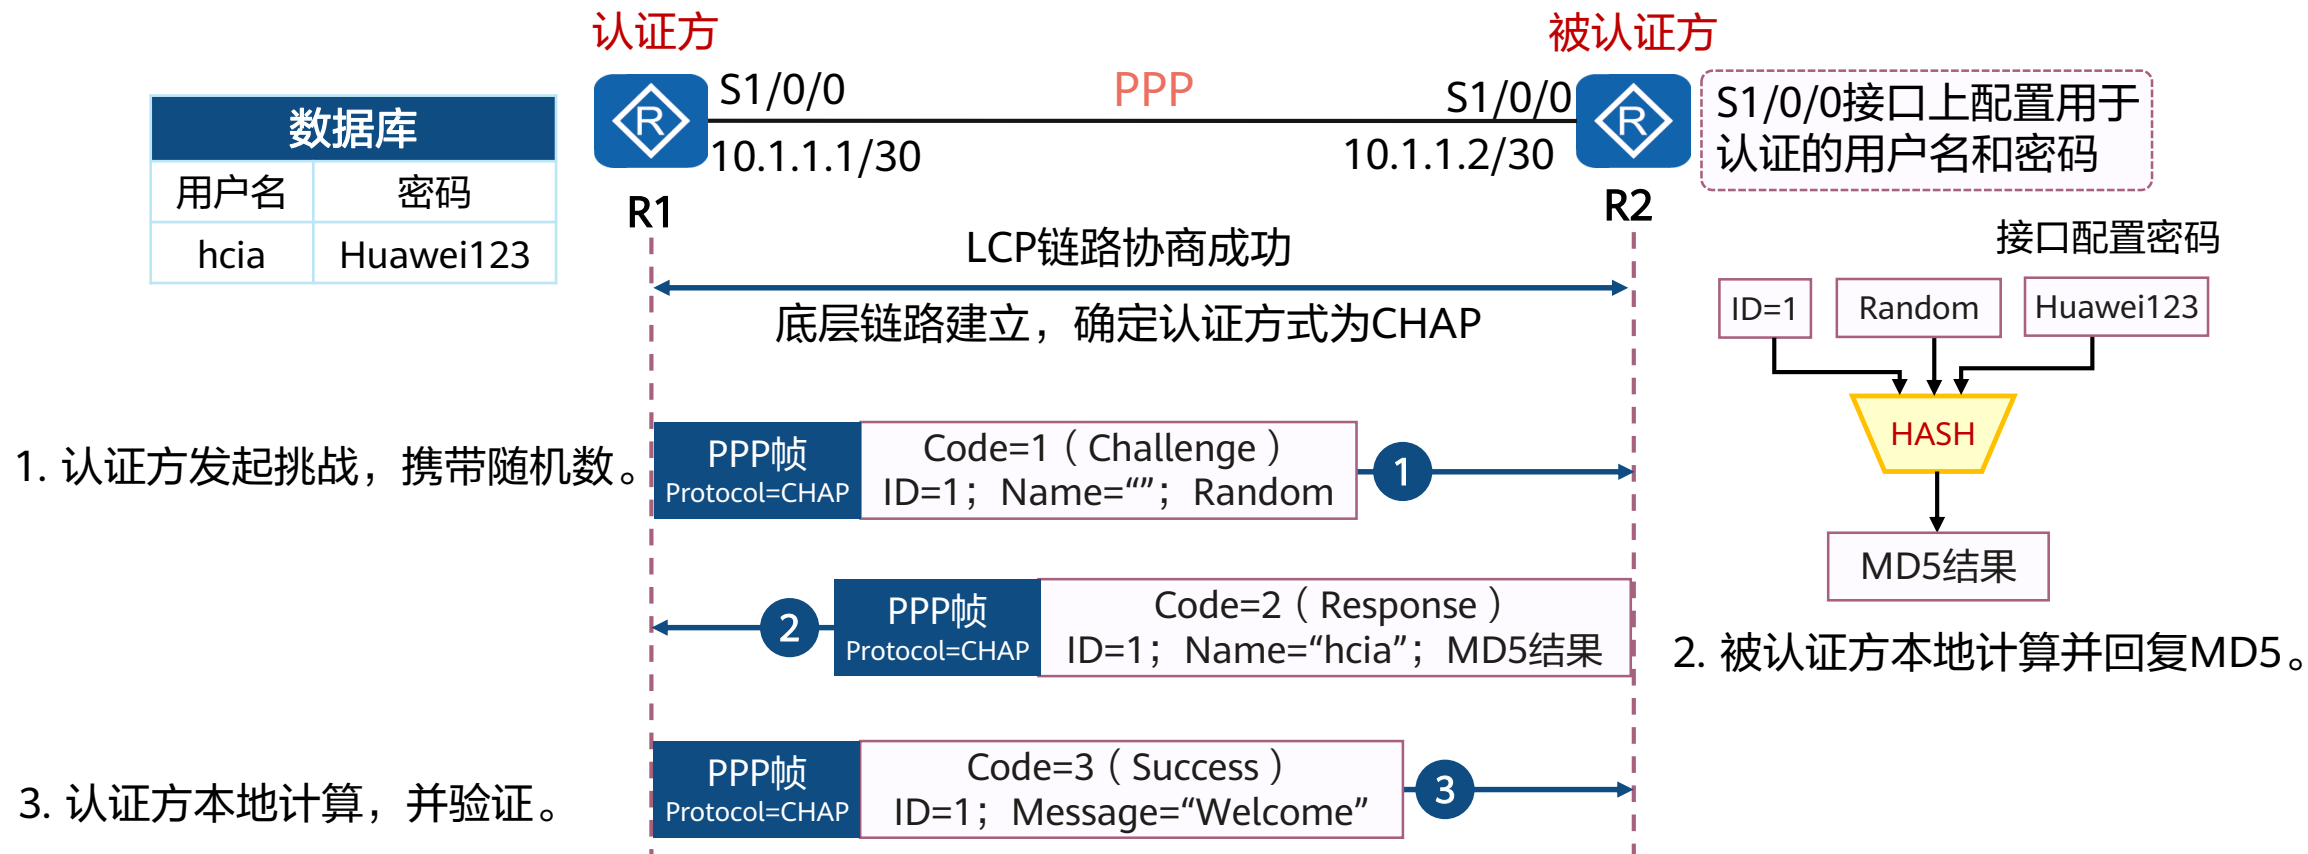 认证方
被认证方
数据库
用户名 密码
hcia Huawei123
R
S1/0/0
10.1.1.1/30
R1
PPP
S1/0/0
10.1.1.2/30
R
R2
S1/0/0接口上配置用于
认证的用户名和密码
LCP链路协商成功
底层链路建立，确定认证方式为CHAP
接口配置密码
ID=1
Random
Huawei123
HASH
MD5结果
1. 认证方发起挑战，携带随机数。
PPP帧
Protocol=CHAP
Code=1（Challenge）
ID=1；Name=“”；Random
1
2
PPP帧
Protocol=CHAP
Code=2（Response）
ID=1；Name=“hcia”；MD5结果
2. 被认证方本地计算并回复MD5。
3. 认证方本地计算，并验证。
PPP帧
Protocol=CHAP
Code=3（Success）
ID=1；Message=“Welcome”
3